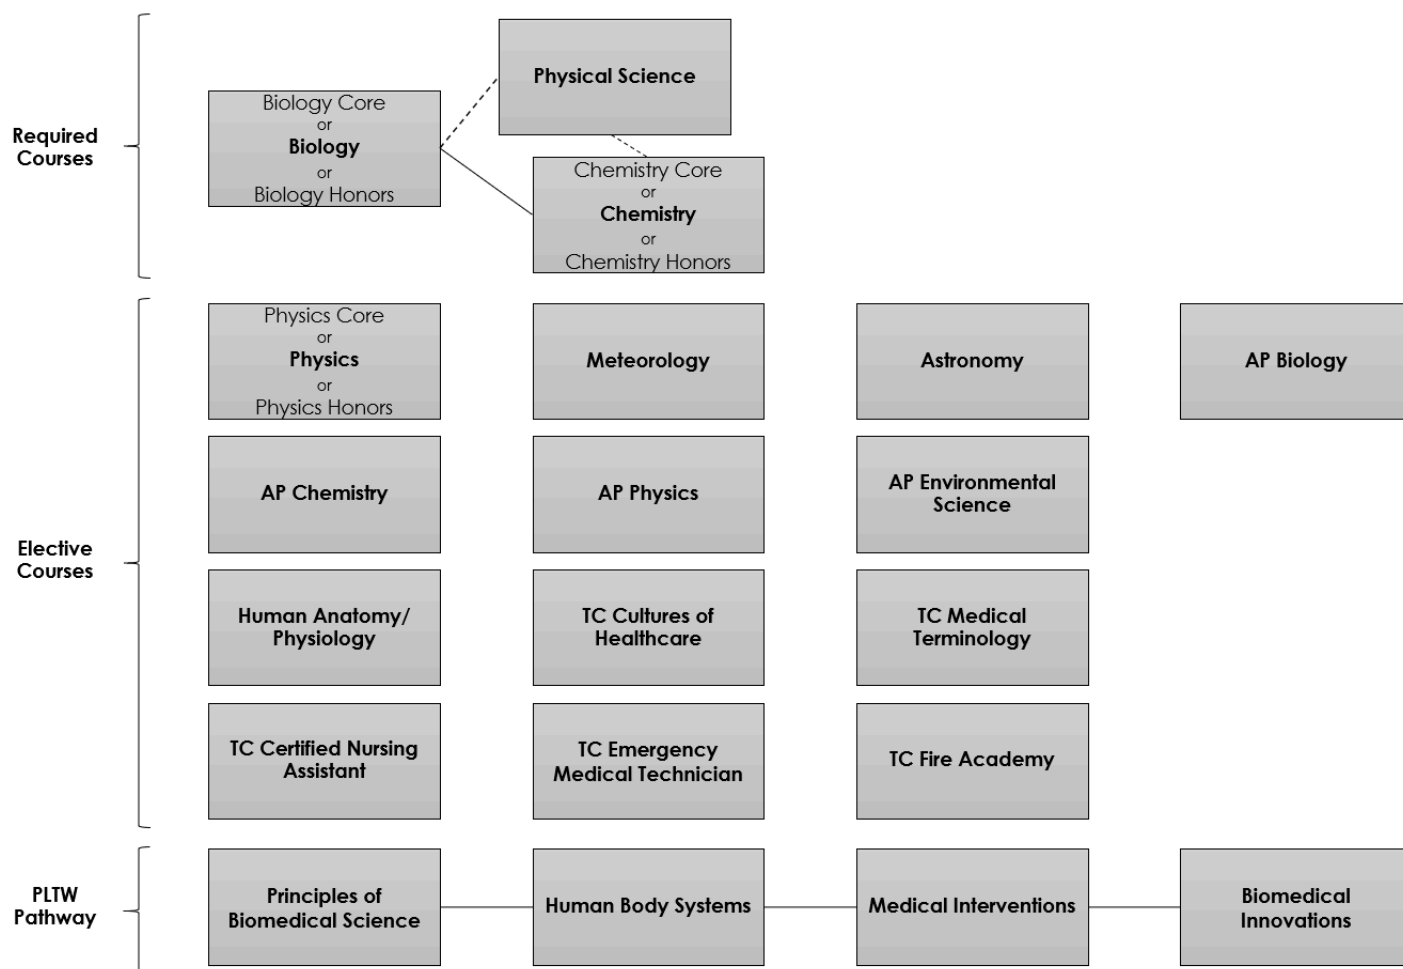 Required
Courses
Biology Core
or
Biology
or
Biology Honors
Physical Science
Chemistry Core
or
Chemistry
or
Chemistry Honors
Elective
Courses
Physics Core
or
Physics
or
Physics Honors
Meteorology
Astronomy
AP Biology
AP Chemistry
AP Physics
AP Environmental
Science
Human Anatomy/
Physiology
TC Cultures of
Healthcare
TC Medical
Terminology
TC Certified Nursing
Assistant
TC Emergency
Medical Technician
TC Fire Academy
PLTW
Pathway
Principles of
Biomedical Science
Human Body Systems
Medical Interventions
Biomedical
Innovations